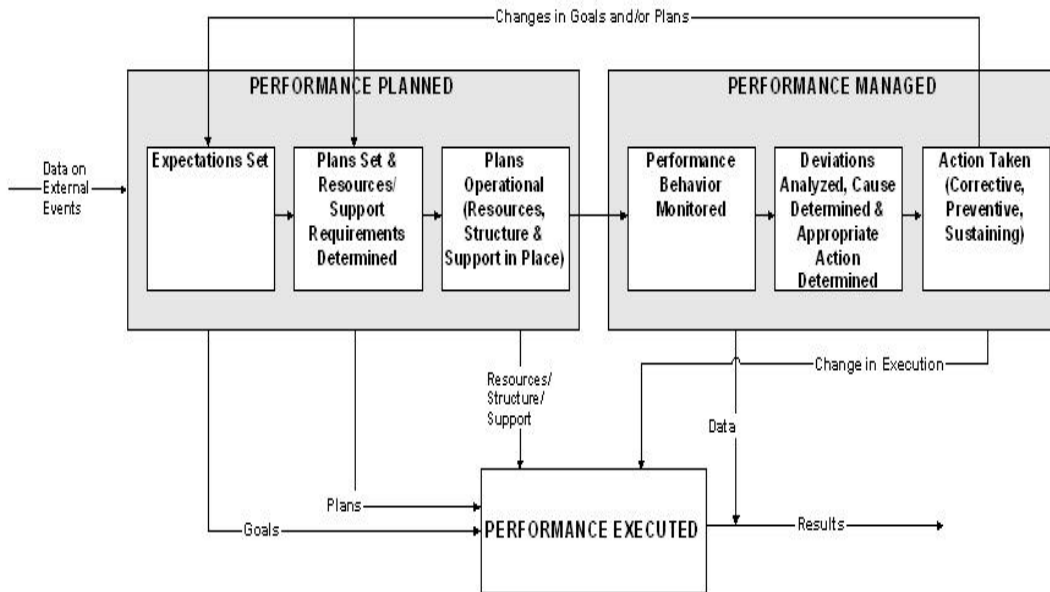 Changes in Goals and/or Plans
PERFORMANCE PLANNED
PERFORMANCE MANAGED
Data on
External
Events
Expectations Set
Plans Set &
Resources/
Support
Requirements
Determined
Plans
Operational
(Resources,
Structure &
Support in Place)
Performance
Behavior
Monitored
Deviations
Analyzed, Cause
Determined &
Appropriate
Action
Determined
Action Taken
(Corrective,
Preventive,
Sustaining)
Change in Execution
Resources/
Structure/
Support
Data
Plans
Goals
PERFORMANCE EXECUTED
Results